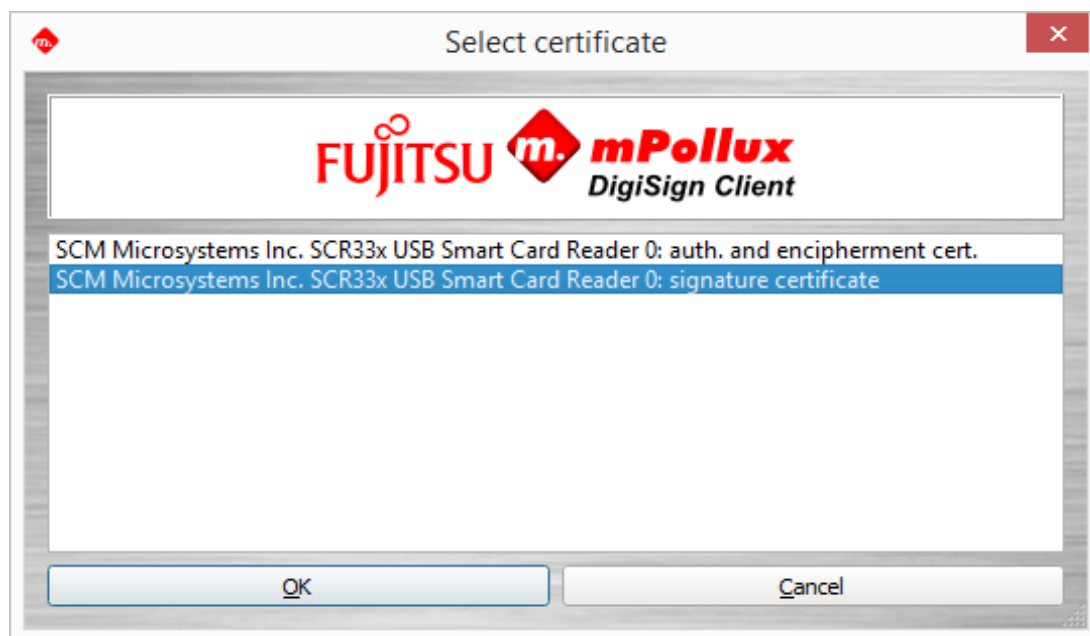 m.
Select certificate
FUJITSU m. mPollux
DigiSign Client
SCM Microsystems Inc. SCR33x USB Smart Card Reader 0: auth. and encipherment cert.
SCM Microsystems Inc. SCR33x USB Smart Card Reader 0: signature certificate
OK
Cancel